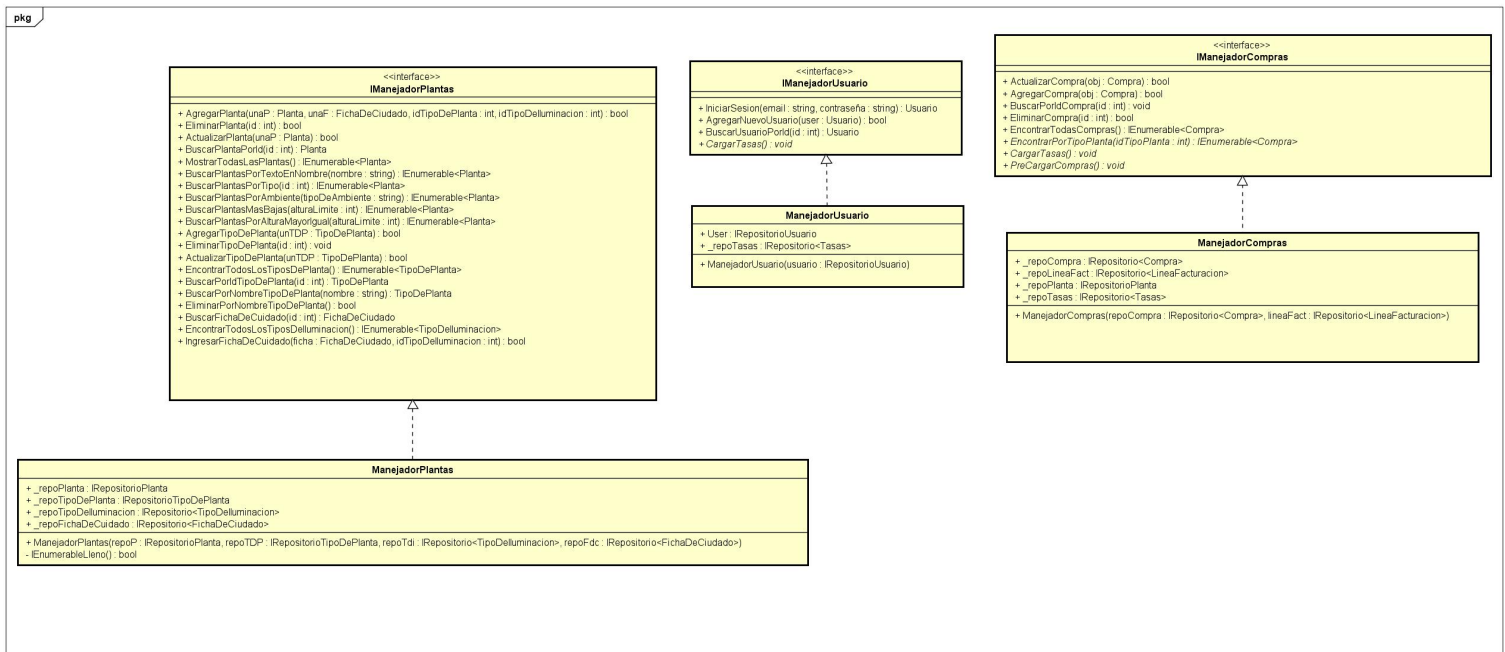 pkg
<<interface>>
IManejadorPlantas
+ AgregarPlanta(unaP : Planta, unaF : FichaDeCiudado, idTipoDePlanta : int, idTipoDeIluminacion : int) : bool
+ EliminarPlanta(id : int) : bool
+ ActualizarPlanta(unaP : Planta) : bool
+ BuscarPlantaPorId(id : int) : Planta
+ MostrarTodasLasPlantas() : IEnumerable<Planta>
+ BuscarPlantasPorTextoEnNombre(nombre : string) : IEnumerable<Planta>
+ BuscarPlantasPorTipo(id : int) : IEnumerable<Planta>
+ BuscarPlantasPorAmbiente(tipoDeAmbiente : string) : IEnumerable<Planta>
+ BuscarPlantasMasBajas(alturaLimite : int) : IEnumerable<Planta>
+ BuscarPlantasPorAlturaMayorIgual(alturaLimite : int) : IEnumerable<Planta>
+ AgregarTipoDePlanta(unTDP : TipoDePlanta) : bool
+ EliminarTipoDePlanta(id : int) : void
+ ActualizarTipoDePlanta(unTDP : TipoDePlanta) : bool
+ EncontrarTodosLosTiposDePlanta() : IEnumerable<TipoDePlanta>
+ BuscarPorIdTipoDePlanta(id : int) : TipoDePlanta
+ BuscarPorNombreTipoDePlanta(nombre : string) : TipoDePlanta
+ EliminarPorNombreTipoDePlanta() : bool
+ BuscarFichaDeCuidado(id : int) : FichaDeCiudado
+ EncontrarTodosLosTiposDeIluminacion() : IEnumerable<TipoDeIluminacion>
+ IngresarFichaDeCuidado(ficha : FichaDeCiudado, idTipoDeIluminacion : int) : bool
<<interface>>
IManejadorUsuario
+ IniciarSesion(email : string, contraseña : string) : Usuario
+ AgregarNuevoUsuario(user : Usuario) : bool
+ BuscarUsuarioPorId(id : int) : Usuario
+ CargarTasas() : void
<<interface>>
IManejadorCompras
+ ActualizarCompra(obj : Compra) : bool
+ AgregarCompra(obj : Compra) : bool
+ BuscarPorIdCompra(id : int) : void
+ EliminarCompra(id : int) : bool
+ EncontrarTodasCompras() : IEnumerable<Compra>
+ EncontrarPorTipoPlanta(idTipoPlanta : int) : IEnumerable<Compra>
+ CargarTasas() : void
+ PreCargarCompras() : void
ManejadorUsuario
+ User : IRepositorioUsuario
+ _repoTasas : IRepositorio<Tasas>
+ ManejadorUsuario(usuario : IRepositorioUsuario)
ManejadorCompras
+ _repoCompra : IRepositorio<Compra>
+ _repoLineaFact : IRepositorio<LineaFacturacion>
+ _repoPlanta : IRepositorioPlanta
+ _repoTasas : IRepositorio<Tasas>
+ ManejadorCompras(repoCompra : IRepositorio<Compra>, lineaFact : IRepositorio<LineaFacturacion>)
ManejadorPlantas
+ _repoPlanta : IRepositorioPlanta
+ _repoTipoDePlanta : IRepositorioTipoDePlanta
+ _repoTipoDeIluminacion : IRepositorio<TipoDeIluminacion>
+ _repoFichaDeCuidado : IRepositorio<FichaDeCiudado>
+ ManejadorPlantas(repoP : IRepositorioPlanta, repoTDP : IRepositorioTipoDePlanta, repoTdi : IRepositorio<TipoDeIluminacion>, repoFdc : IRepositorio<FichaDeCiudado>)
- IEnumerableLleno() : bool